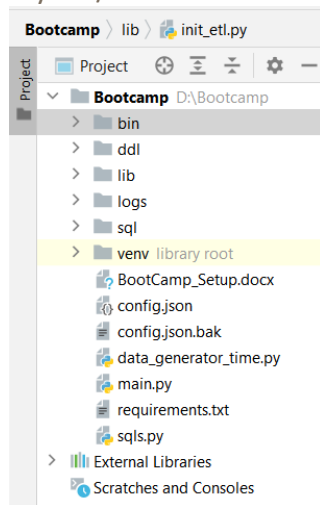 Bootcamp lib init_etl.py
Project
Project
Bootcamp D:\Bootcamp
bin
ddl
lib
logs
sql
venv library root
BootCamp_Setup.docx
config.json
config.json.bak
data_generator_time.py
main.py
requirements.txt
sqls.py
External Libraries
Scratches and Consoles